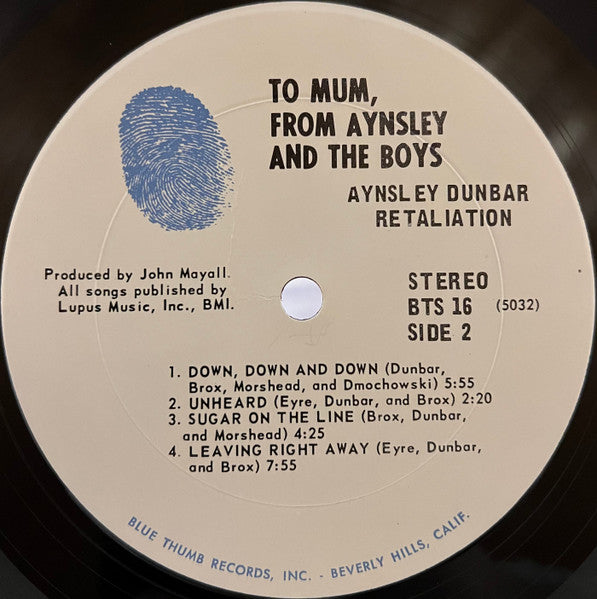 TO MUM,
FROM AYNSLEY
AND THE BOYS
AYNSLEY DUNBAR
RETALIATION
Produced by John Mayall.
All songs published by
Lupus Music, Inc., BMI.
STEREO
BTS 16 (5032)
SIDE 2
1. DOWN, DOWN AND DOWN (Dunbar,
Brox, Morshead, and Dmochowski) 5:55
2. UNHEARD (Eyre, Dunbar, and Brox) 2:20
3. SUGAR ON THE LINE (Brox, Dunbar,
and Morshead) 4:25
4. LEAVING RIGHT AWAY (Eyre, Dunbar,
and Brox) 7:55
BLUE THUMB RECORDS, INC. - BEVERLY HILLS, CALIF.